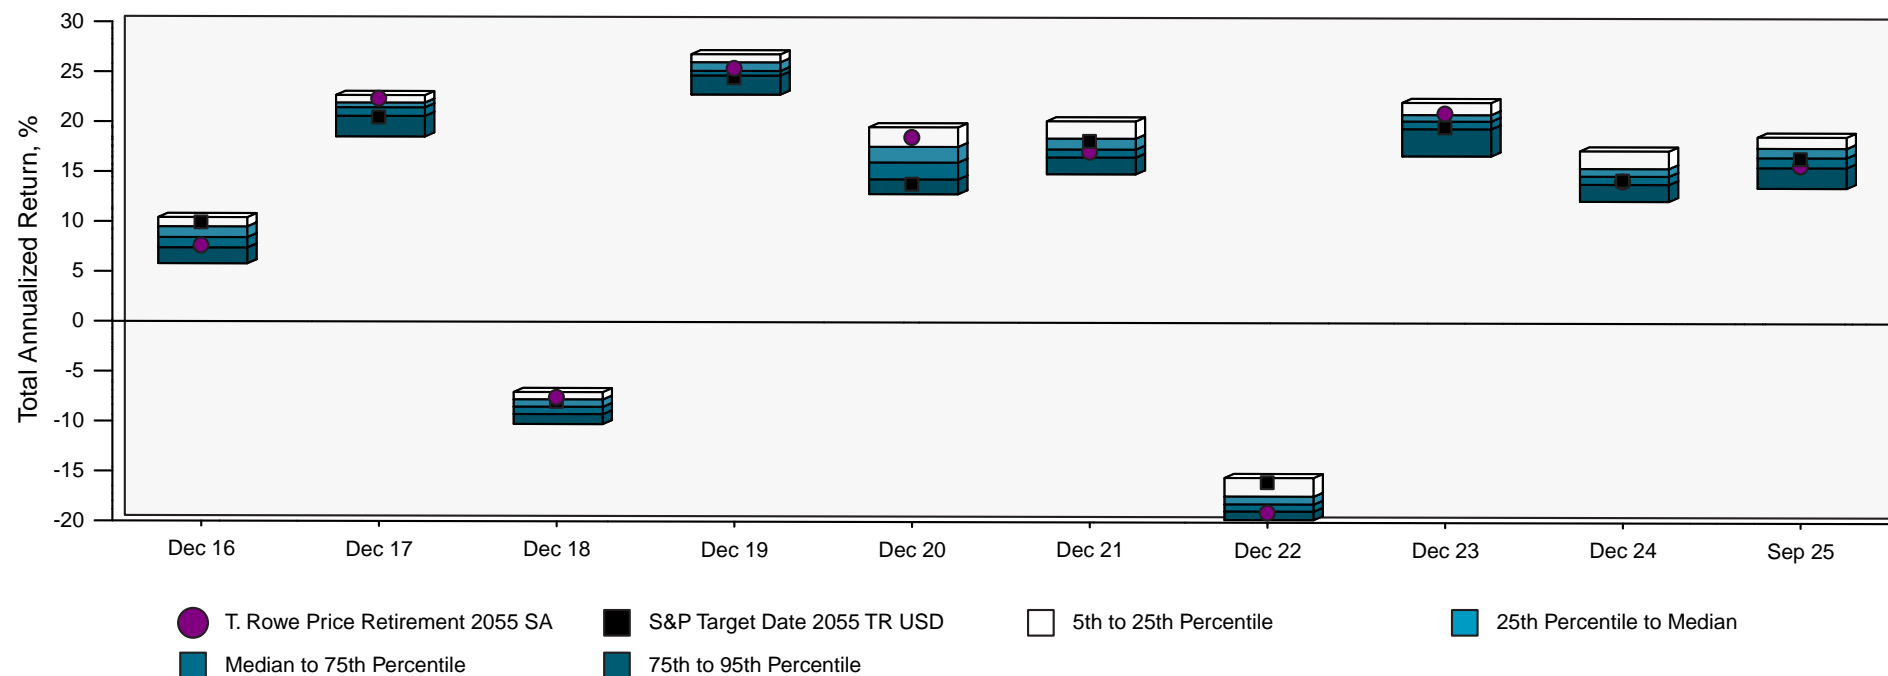 30
25
20
15
10
5
0
-5
-10
-15
-20
Total Annualized Return, %
Dec 16 Dec 17 Dec 18 Dec 19 Dec 20 Dec 21 Dec 22 Dec 23 Dec 24 Sep 25
T. Rowe Price Retirement 2055 SA S&P Target Date 2055 TR USD 5th to 25th Percentile 25th Percentile to Median
Median to 75th Percentile 75th to 95th Percentile